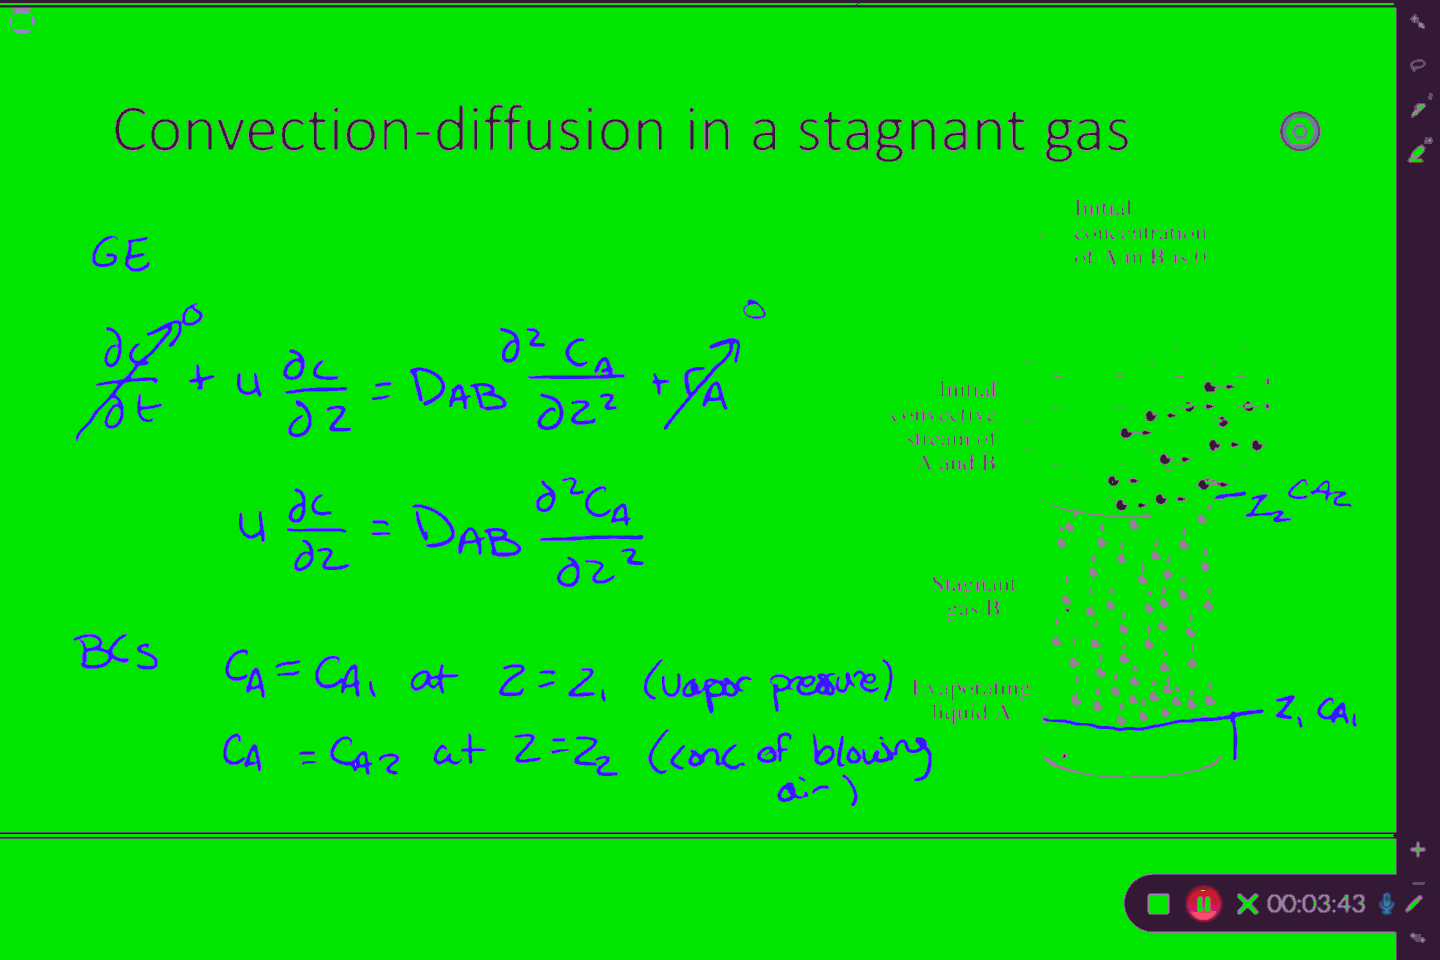 Convection-diffusion in a stagnant gas
Initial
concentration
of A in B is 0
GE
∂c/∂t → 0 + u ∂c/∂z = D_AB ∂²C_A/∂z² + r_A → 0
Initial
convective
stream of
A and B
z₂ C_A2
u ∂c/∂z = D_AB ∂²C_A/∂z²
Stagnant
gas B
BCs
C_A = C_A1 at z = z₁ (vapor pressure)
Evaporating
liquid A
z₁ C_A1
C_A = C_A2 at z = z₂ (conc of blowing
air)
00:03:43